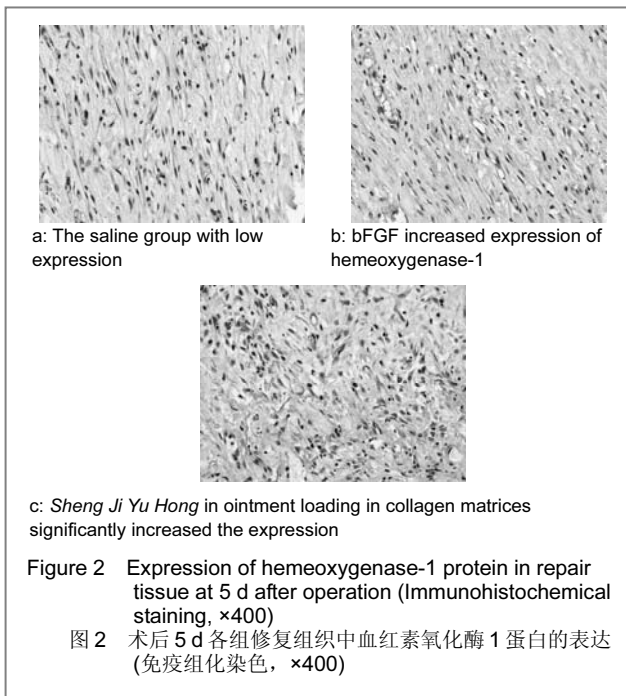 a: The saline group with low
expression
b: bFGF increased expression of
hemeoxygenase-1
c: Sheng Ji Yu Hong in ointment loading in collagen matrices
significantly increased the expression
Figure 2 Expression of hemeoxygenase-1 protein in repair
tissue at 5 d after operation (Immunohistochemical
staining, ×400)
图 2 术后 5 d 各组修复组织中血红素氧化酶 1 蛋白的表达
(免疫组化染色，×400)